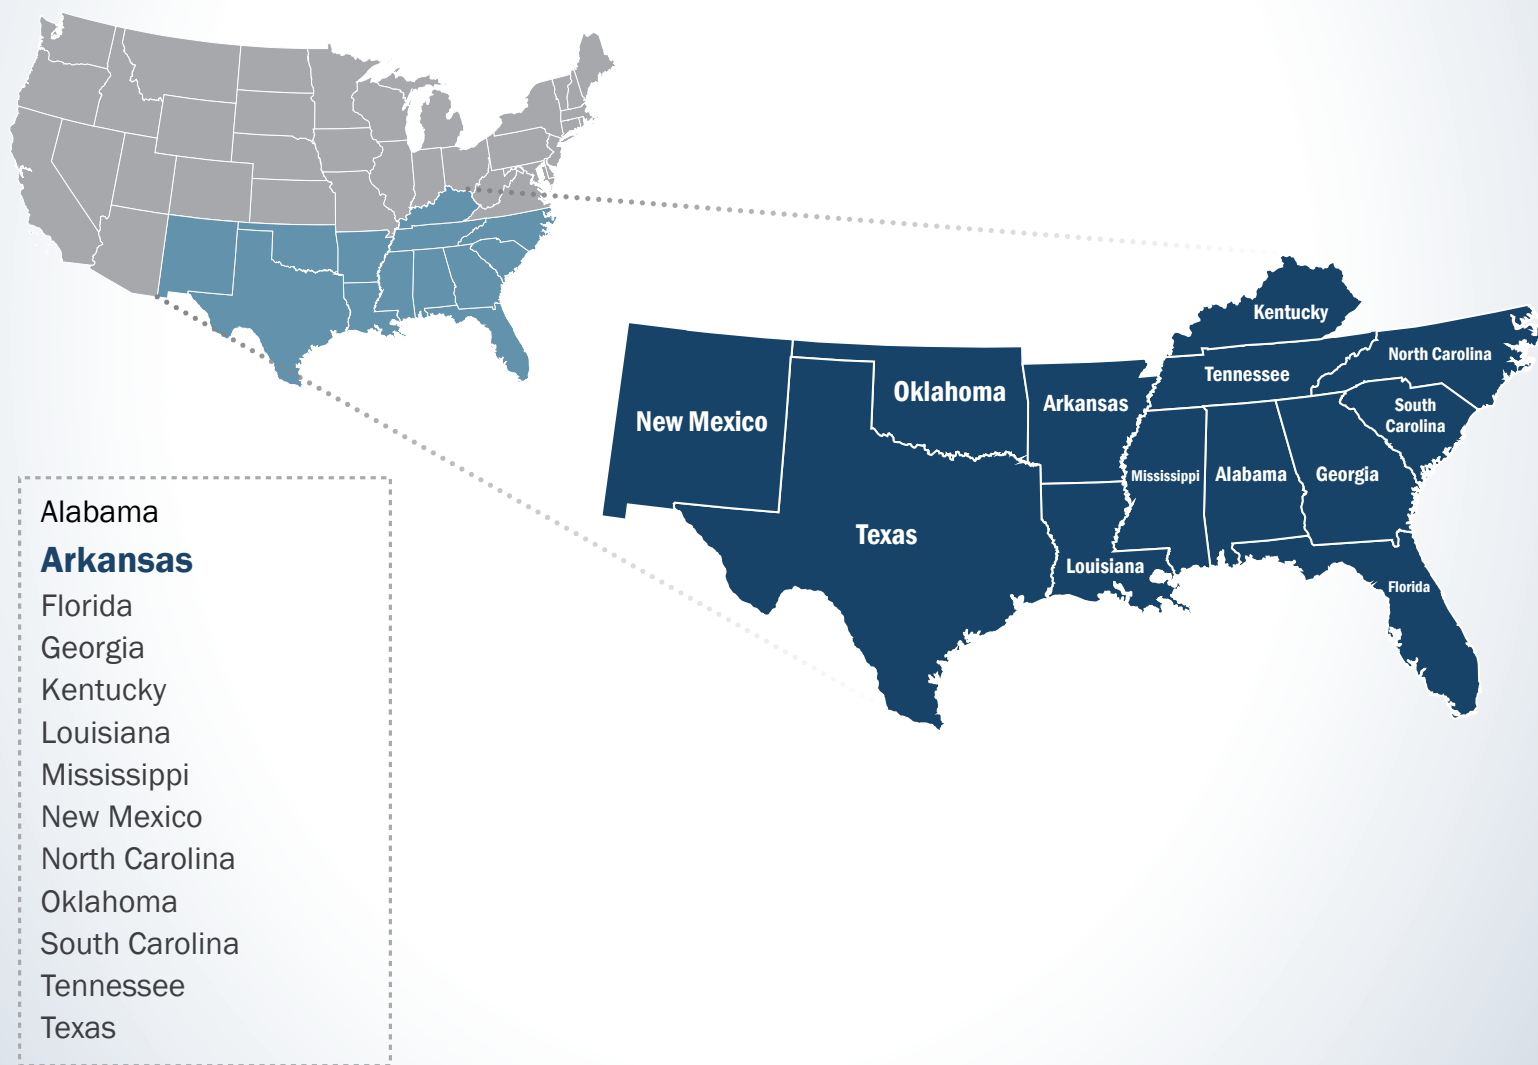 Kentucky
North Carolina
Tennessee
Oklahoma
Arkansas
New Mexico
South
Carolina
Mississippi
Alabama
Georgia
Texas
Louisiana
Florida
Alabama
Arkansas
Florida
Georgia
Kentucky
Louisiana
Mississippi
New Mexico
North Carolina
Oklahoma
South Carolina
Tennessee
Texas